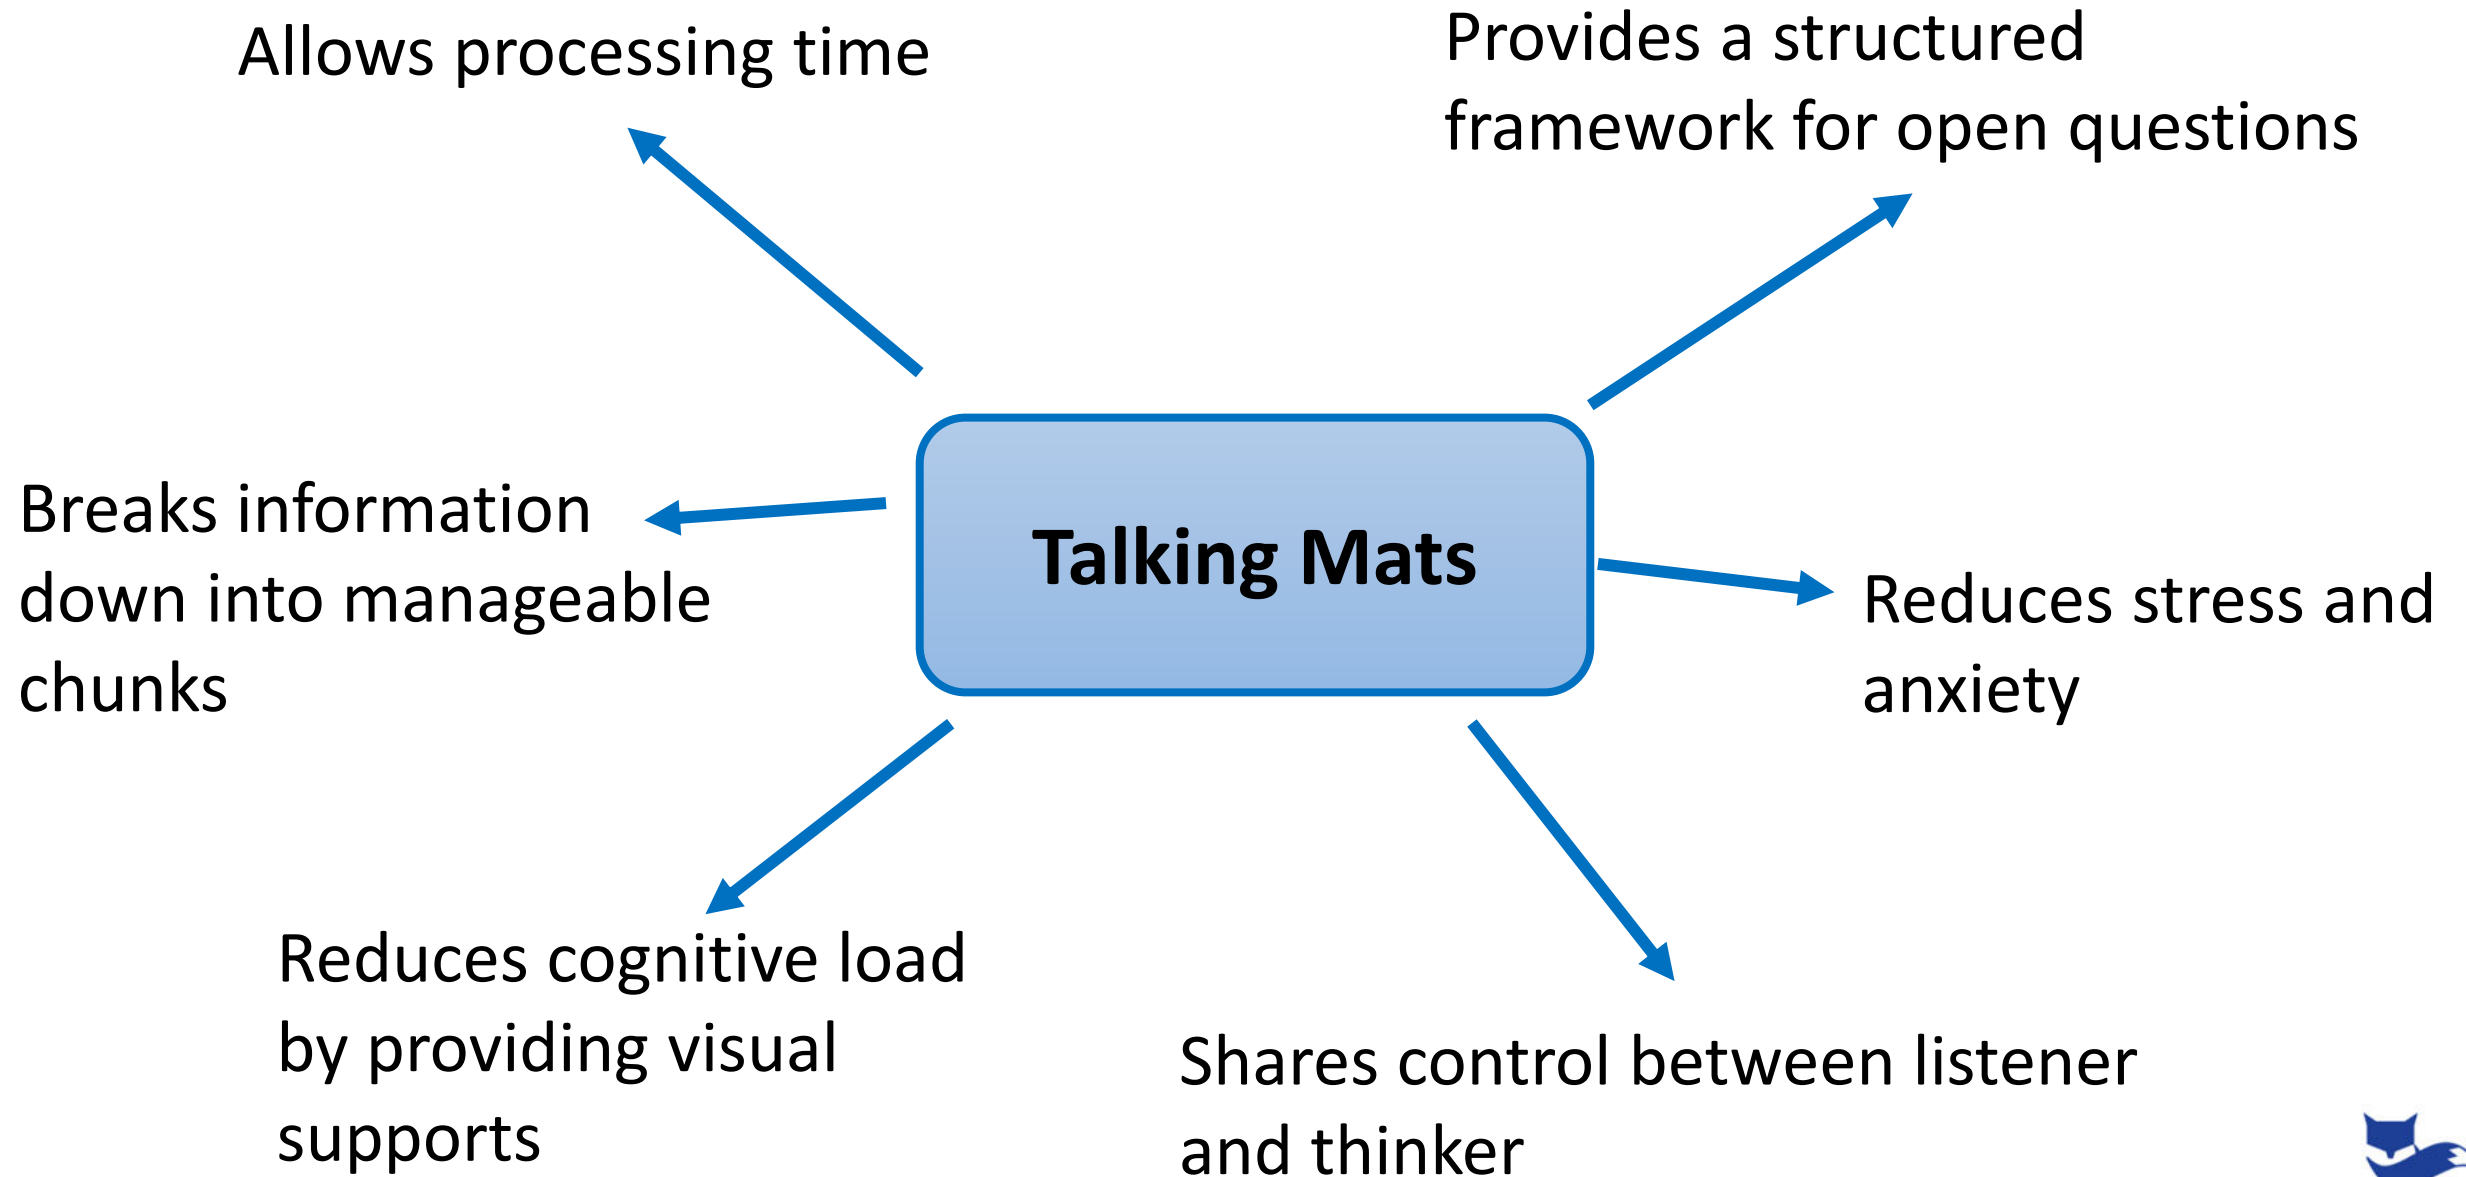 Allows processing time
Provides a structured
framework for open questions
Breaks information
down into manageable
chunks
Talking Mats
Reduces stress and
anxiety
Reduces cognitive load
by providing visual
supports
Shares control between listener
and thinker